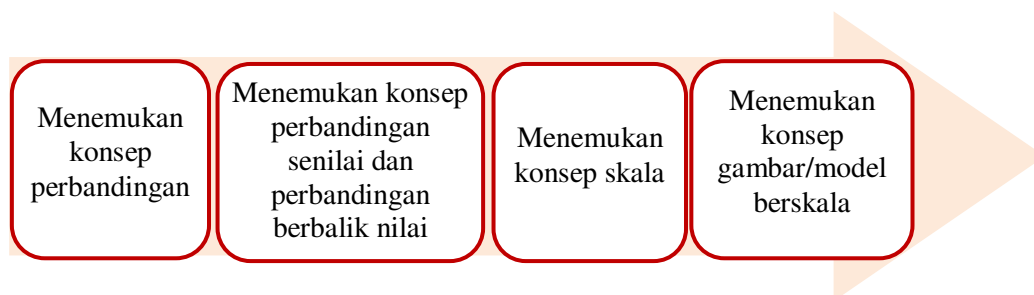 Menemukan
konsep
perbandingan
Menemukan konsep
perbandingan
senilai dan
perbandingan
berbalik nilai
Menemukan
konsep skala
Menemukan
konsep
gambar/model
berskala